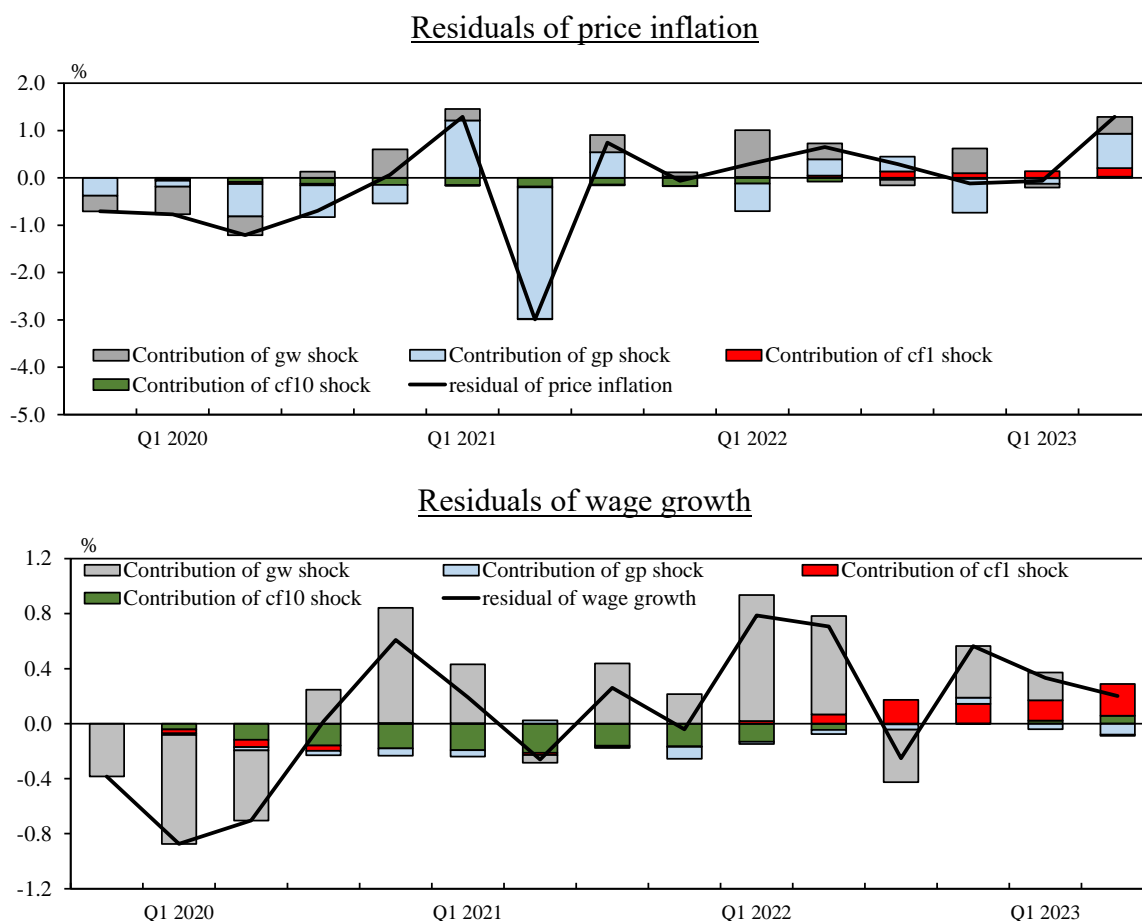 Residuals of price inflation
%
2.0
1.0
0.0
-1.0
-2.0
-3.0
-4.0
-5.0
Contribution of gw shock Contribution of gp shock Contribution of cf1 shock
Contribution of cf10 shock residual of price inflation
Q1 2020 Q1 2021 Q1 2022 Q1 2023
Residuals of wage growth
%
1.2
0.8
0.4
0.0
-0.4
-0.8
-1.2
Contribution of gw shock Contribution of gp shock Contribution of cf1 shock
Contribution of cf10 shock residual of wage growth
Q1 2020 Q1 2021 Q1 2022 Q1 2023